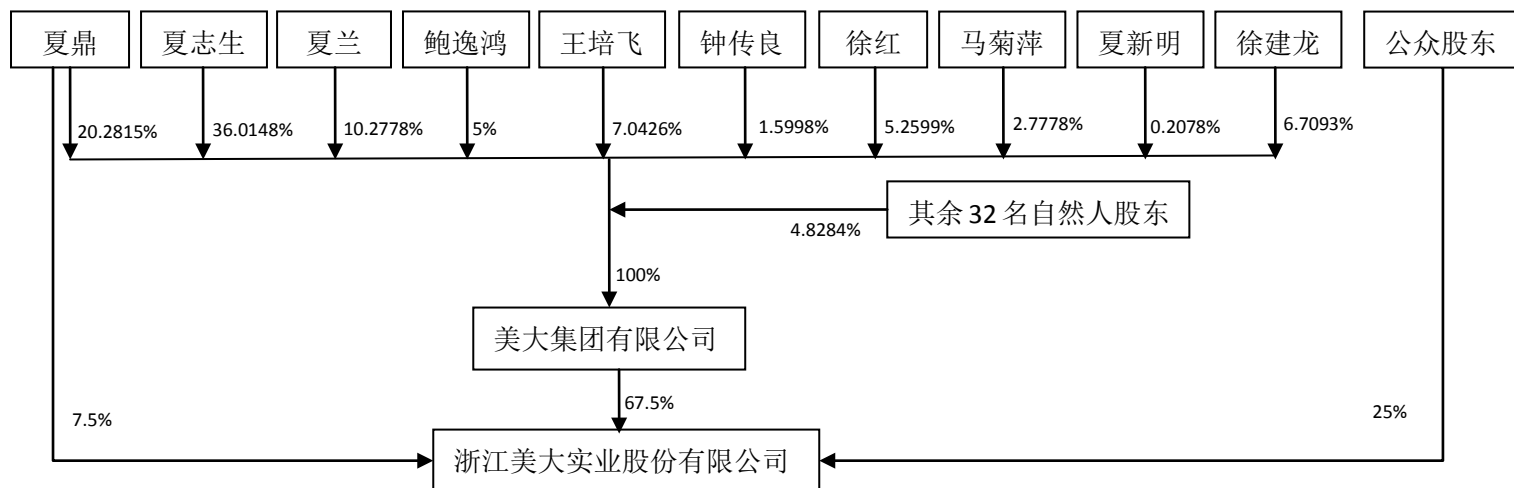 夏鼎
夏志生
夏兰
鲍逸鸿
王培飞
钟传良
徐红
马菊萍
夏新明
徐建龙
公众股东
20.2815%
36.0148%
10.2778%
5%
7.0426%
1.5998%
5.2599%
2.7778%
0.2078%
6.7093%
其余 32 名自然人股东
4.8284%
100%
美大集团有限公司
67.5%
7.5%
25%
浙江美大实业股份有限公司